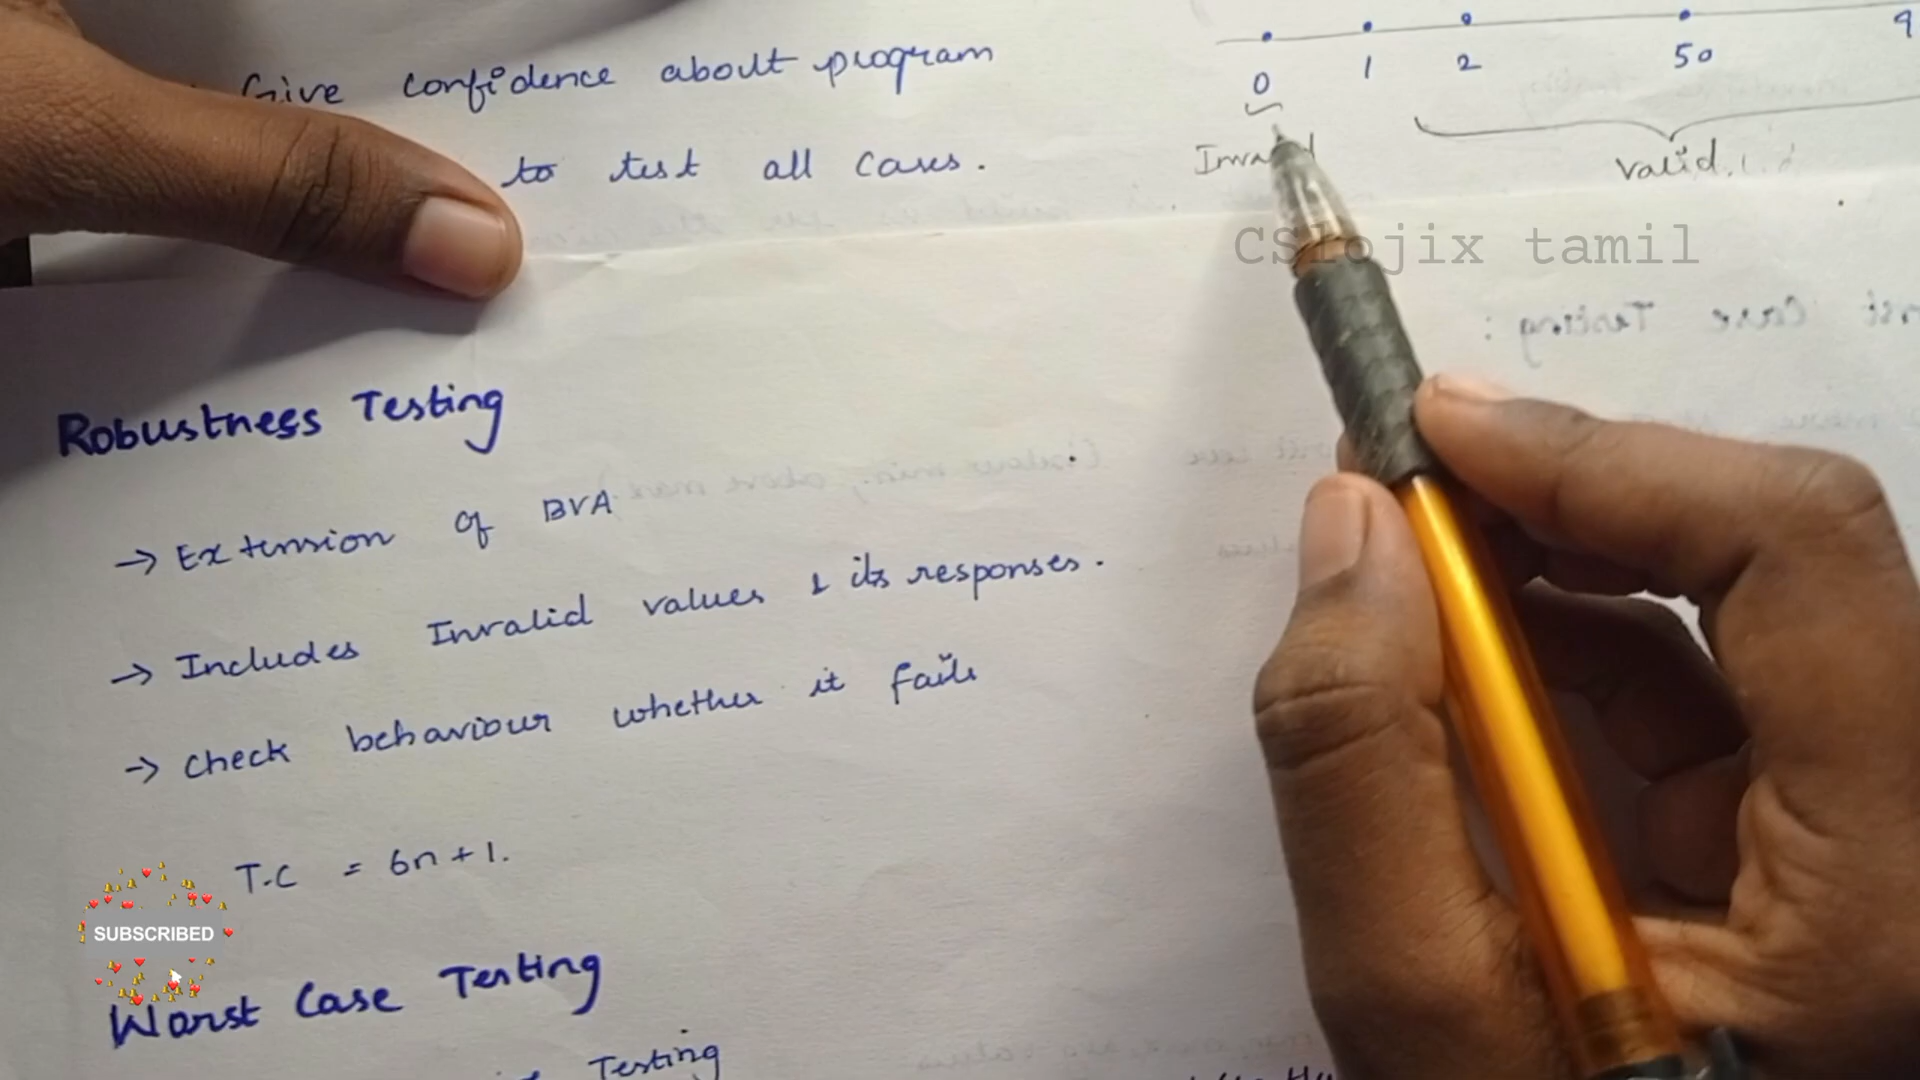 Give confidence about program
to test all cases.
0 1 2 50 9
Invalid
valid
CSlojix tamil
Robustness Testing
→ Extension of BVA
→ Includes Invalid values & its responses.
→ check behaviour whether it fails
T.C = 6n + 1.
SUBSCRIBED
Worst Case Testing
Testing